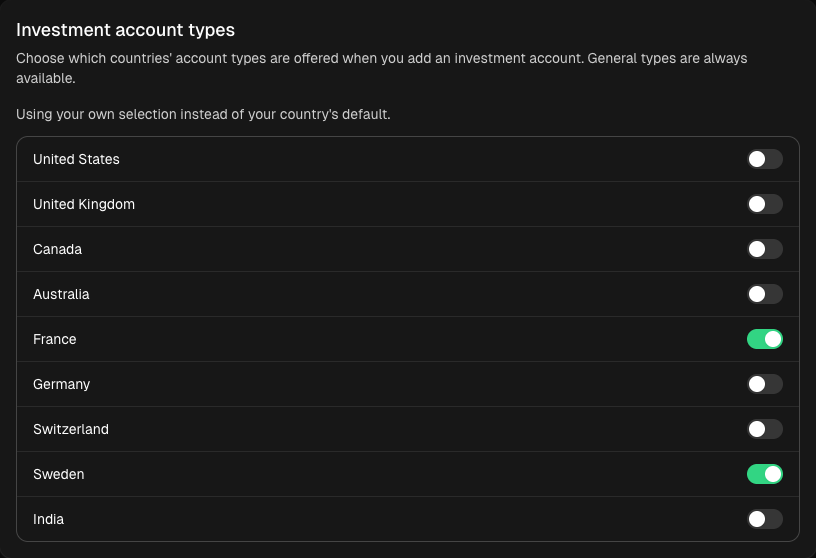 Investment account types
Choose which countries' account types are offered when you add an investment account. General types are always
available.
Using your own selection instead of your country's default.
United States
United Kingdom
Canada
Australia
France
Germany
Switzerland
Sweden
India